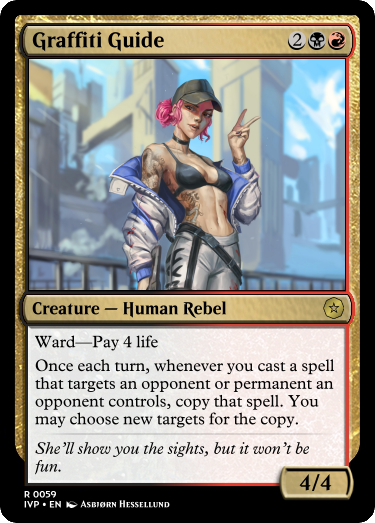 Graffiti Guide 2
Creature — Human Rebel
Ward—Pay 4 life
Once each turn, whenever you cast a spell
that targets an opponent or permanent an
opponent controls, copy that spell. You
may choose new targets for the copy.
She'll show you the sights, but it won't be
fun.
4/4
R 0059
IVP • EN Asbjørn Hessellund